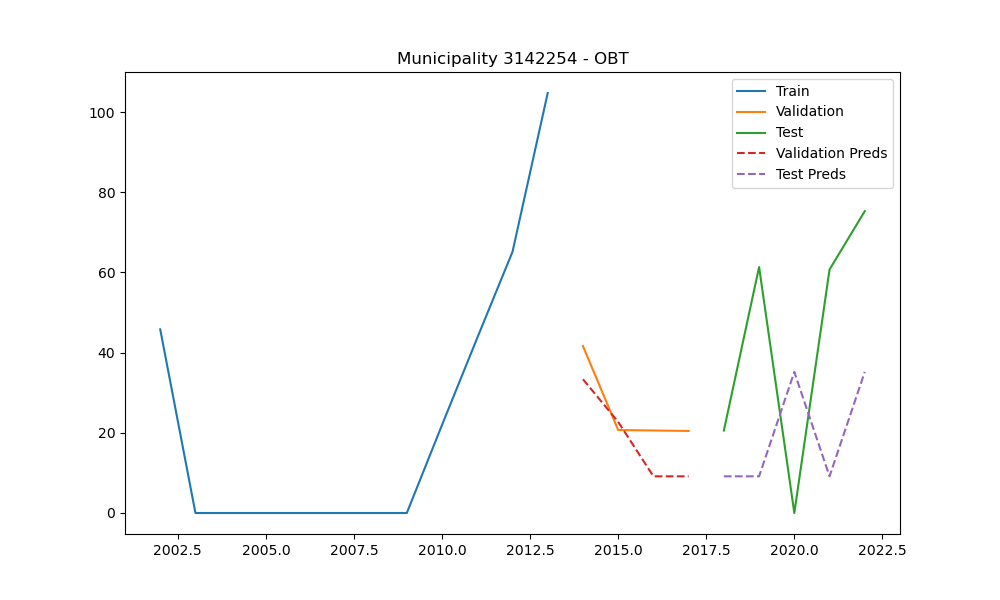 Municipality 3142254 - OBT
Train
Validation
Test
Validation Preds
Test Preds
100
80
60
40
20
0
2002.5 2005.0 2007.5 2010.0 2012.5 2015.0 2017.5 2020.0 2022.5